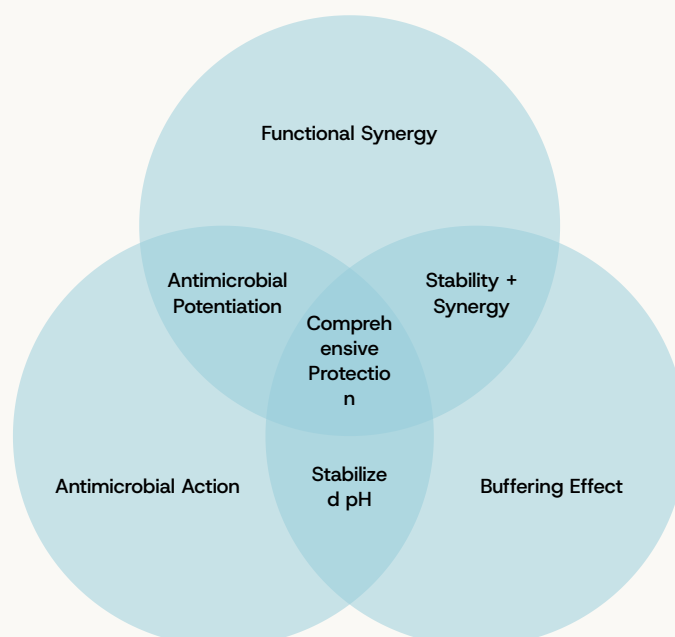 Functional Synergy
Antimicrobial
Potentiation
Stability +
Synergy
Compreh
ensive
Protectio
n
Antimicrobial Action
Stabilize
d pH
Buffering Effect